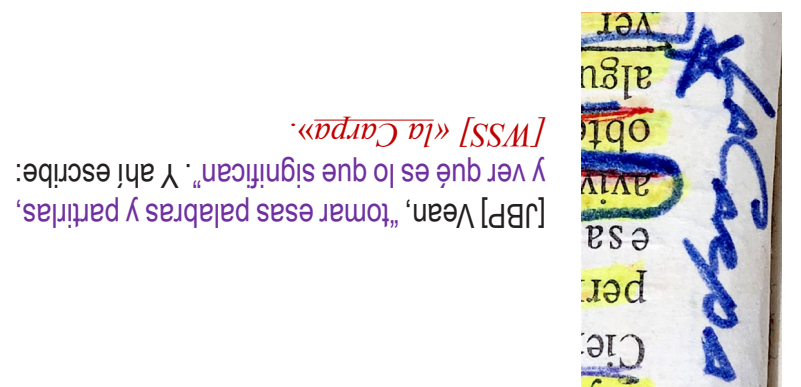 La Carpa
Cie
per
esa
aviv
obte
algu
ver
[JBP] Vean, “tomar esas palabras y partirlas,
y ver qué es lo que significan”. Y ahí escribe:
[WSS] «la Carpa».